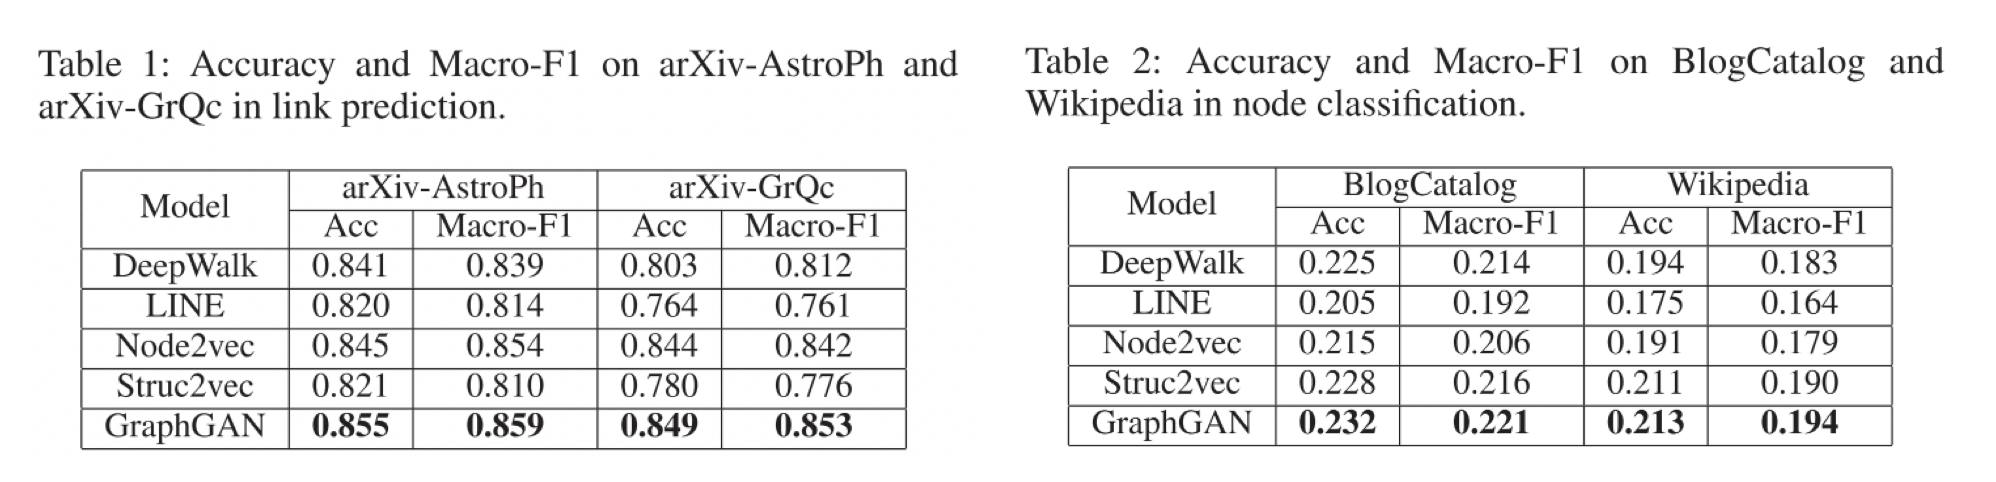 Table 1: Accuracy and Macro-F1 on arXiv-AstroPh and
arXiv-GrQc in link prediction.
Model arXiv-AstroPh arXiv-GrQc
Acc Macro-F1 Acc Macro-F1
DeepWalk 0.841 0.839 0.803 0.812
LINE 0.820 0.814 0.764 0.761
Node2vec 0.845 0.854 0.844 0.842
Struc2vec 0.821 0.810 0.780 0.776
GraphGAN 0.855 0.859 0.849 0.853
Table 2: Accuracy and Macro-F1 on BlogCatalog and
Wikipedia in node classification.
Model BlogCatalog Wikipedia
Acc Macro-F1 Acc Macro-F1
DeepWalk 0.225 0.214 0.194 0.183
LINE 0.205 0.192 0.175 0.164
Node2vec 0.215 0.206 0.191 0.179
Struc2vec 0.228 0.216 0.211 0.190
GraphGAN 0.232 0.221 0.213 0.194